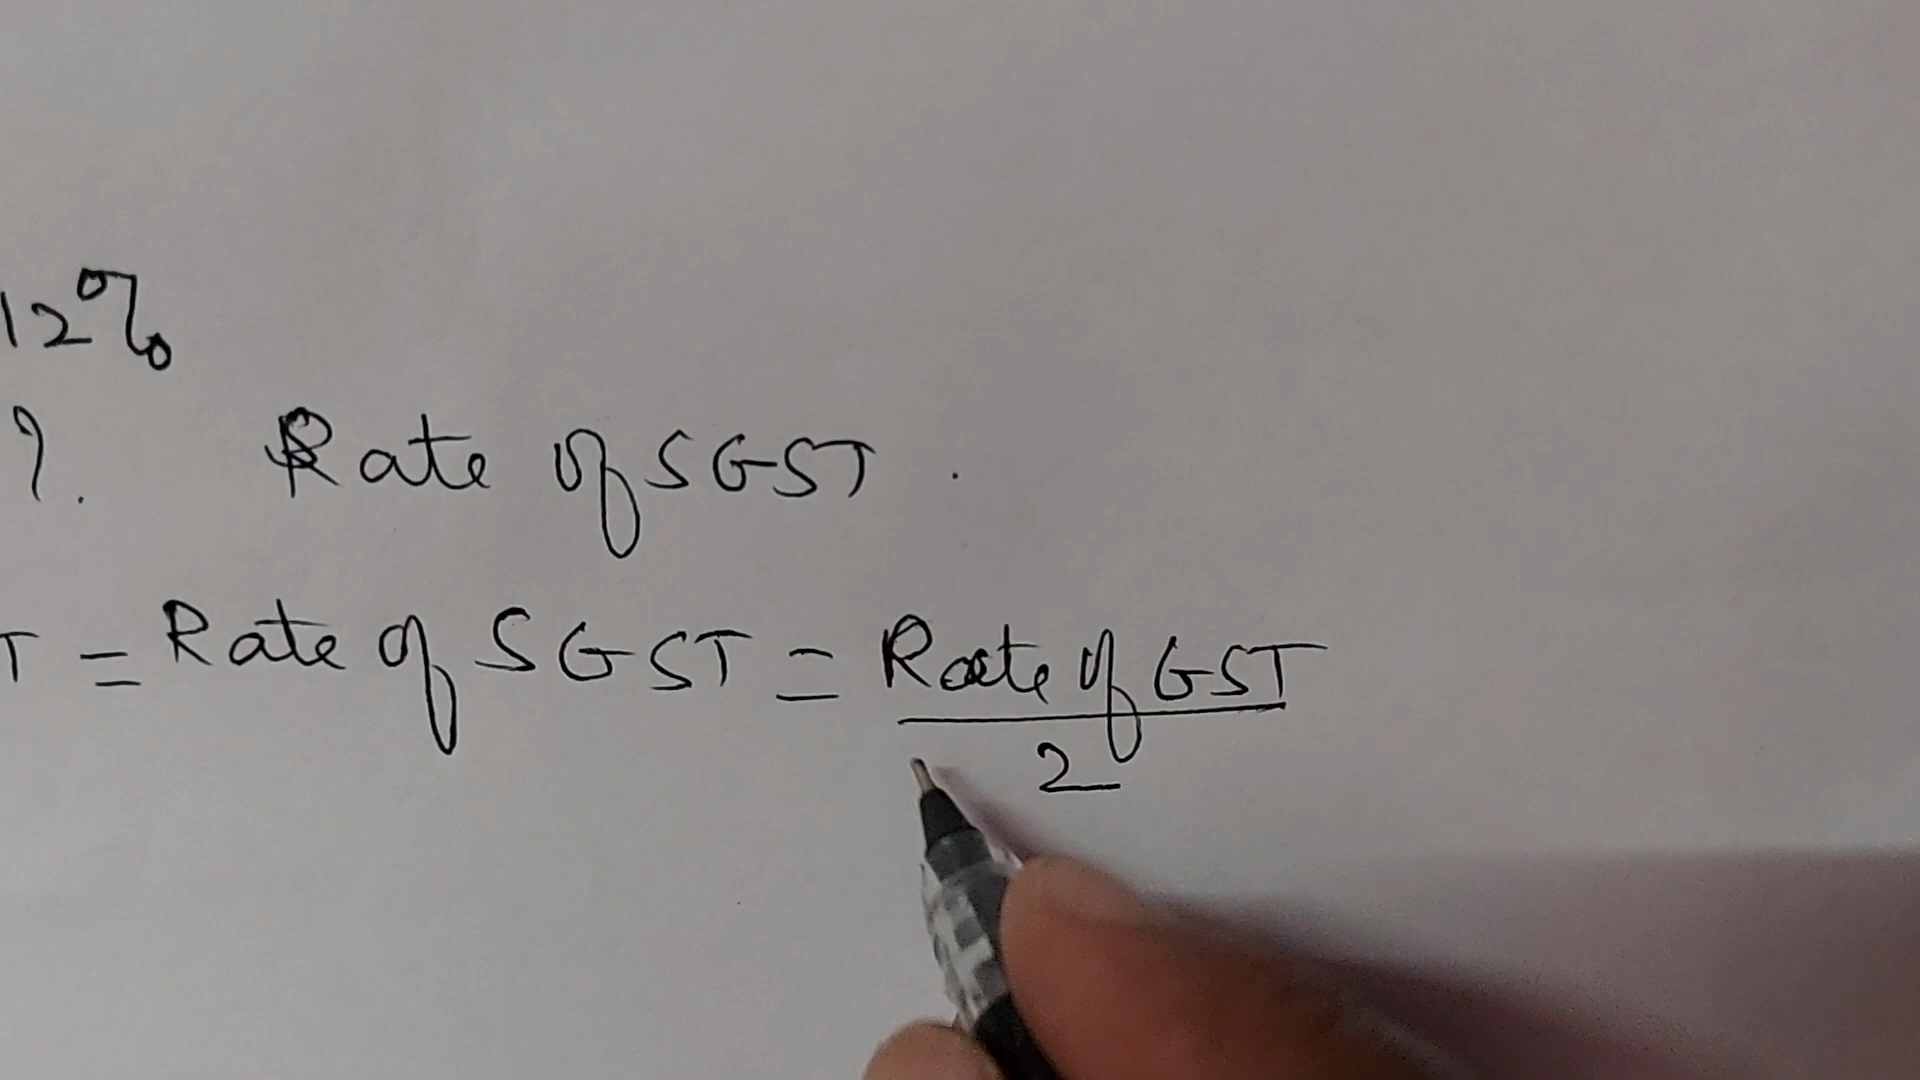 12%
?. Rate of SGST.
T = Rate of SGST = Rate of GST
2